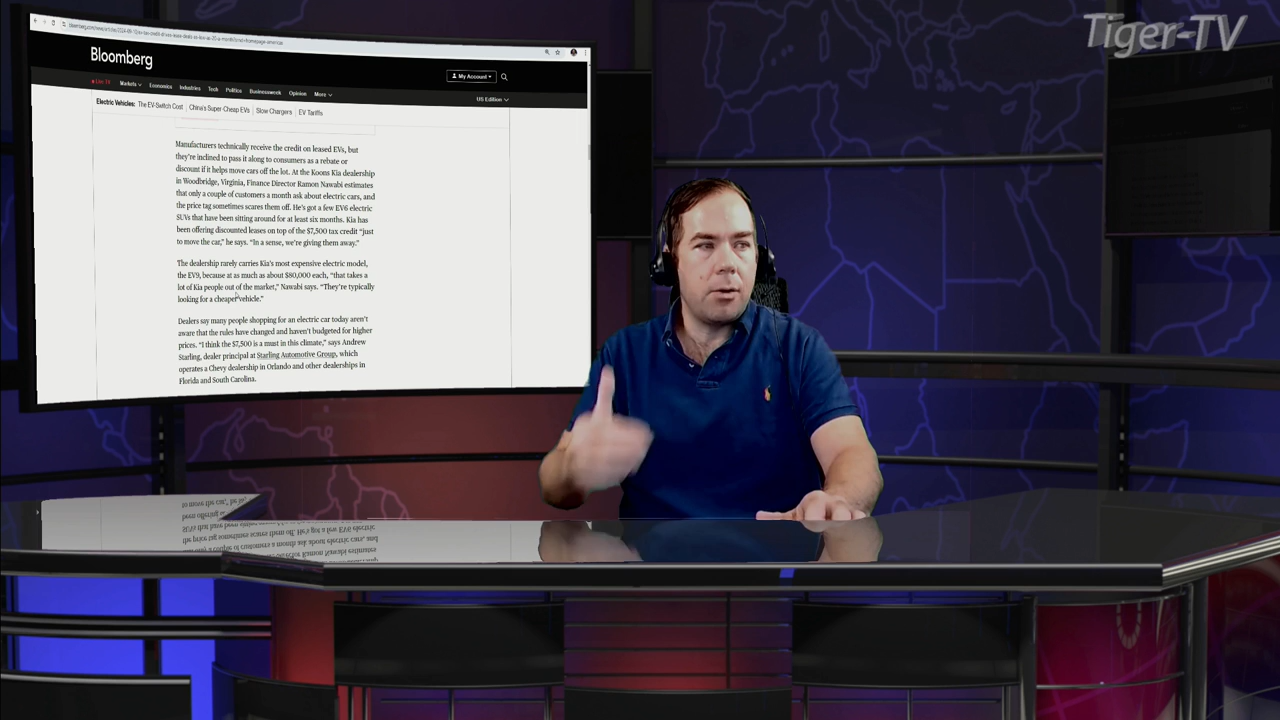 Tiger-TV
Bloomberg
My Account
Live TV
Markets
Economics
Industries
Tech
Politics
Businessweek
Opinion
More
US Edition
Electric Vehicles:
The EV-Switch Cost
China's Super-Cheap EVs
Slow Chargers
EV Tariffs
Manufacturers technically receive the credit on leased EVs, but
they're inclined to pass it along to consumers as a rebate or
discount if it helps move cars off the lot. At the Koons Kia dealership
in Woodbridge, Virginia, Finance Director Ramon Nawabi estimates
that only a couple of customers a month ask about electric cars, and
the price tag sometimes scares them off. He's got a few EV6 electric
SUVs that have been sitting around for at least six months. Kia has
been offering discounted leases on top of the $7,500 tax credit "just
to move the car," he says. "In a sense, we're giving them away."
The dealership rarely carries Kia's most expensive electric model,
the EV9, because at as much as about $80,000 each, "that takes a
lot of Kia people out of the market," Nawabi says. "They're typically
looking for a cheaper vehicle."
Dealers say many people shopping for an electric car today aren't
aware that the rules have changed and haven't budgeted for higher
prices. "I think the $7,500 is a must in this climate," says Andrew
Starling, dealer principal at Starling Automotive Group, which
operates a Chevy dealership in Orlando and other dealerships in
Florida and South Carolina.